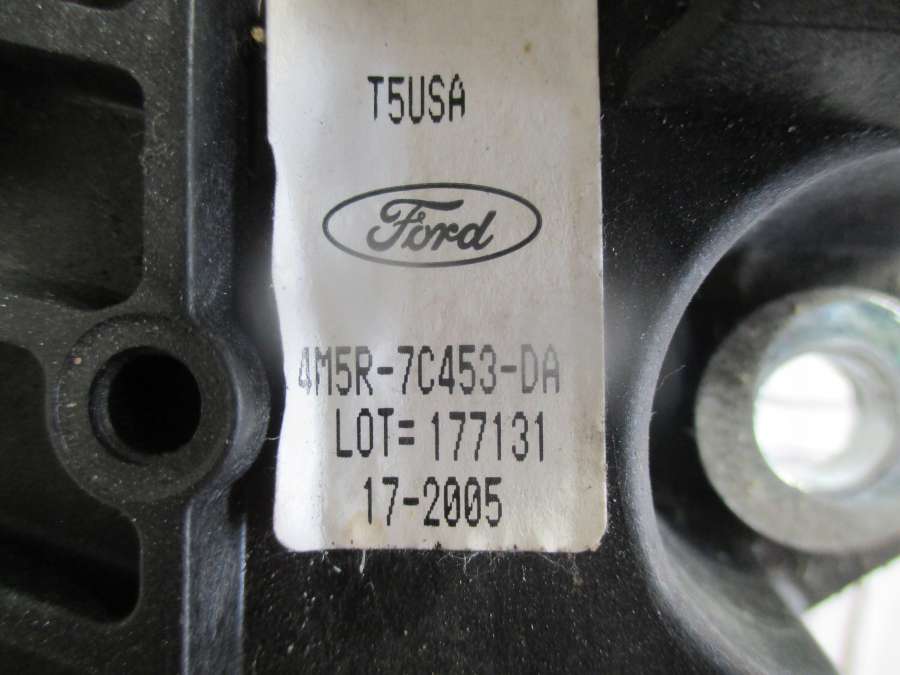 T5USA
Ford
4M5R-7C453-DA
LOT=177131
17-2005